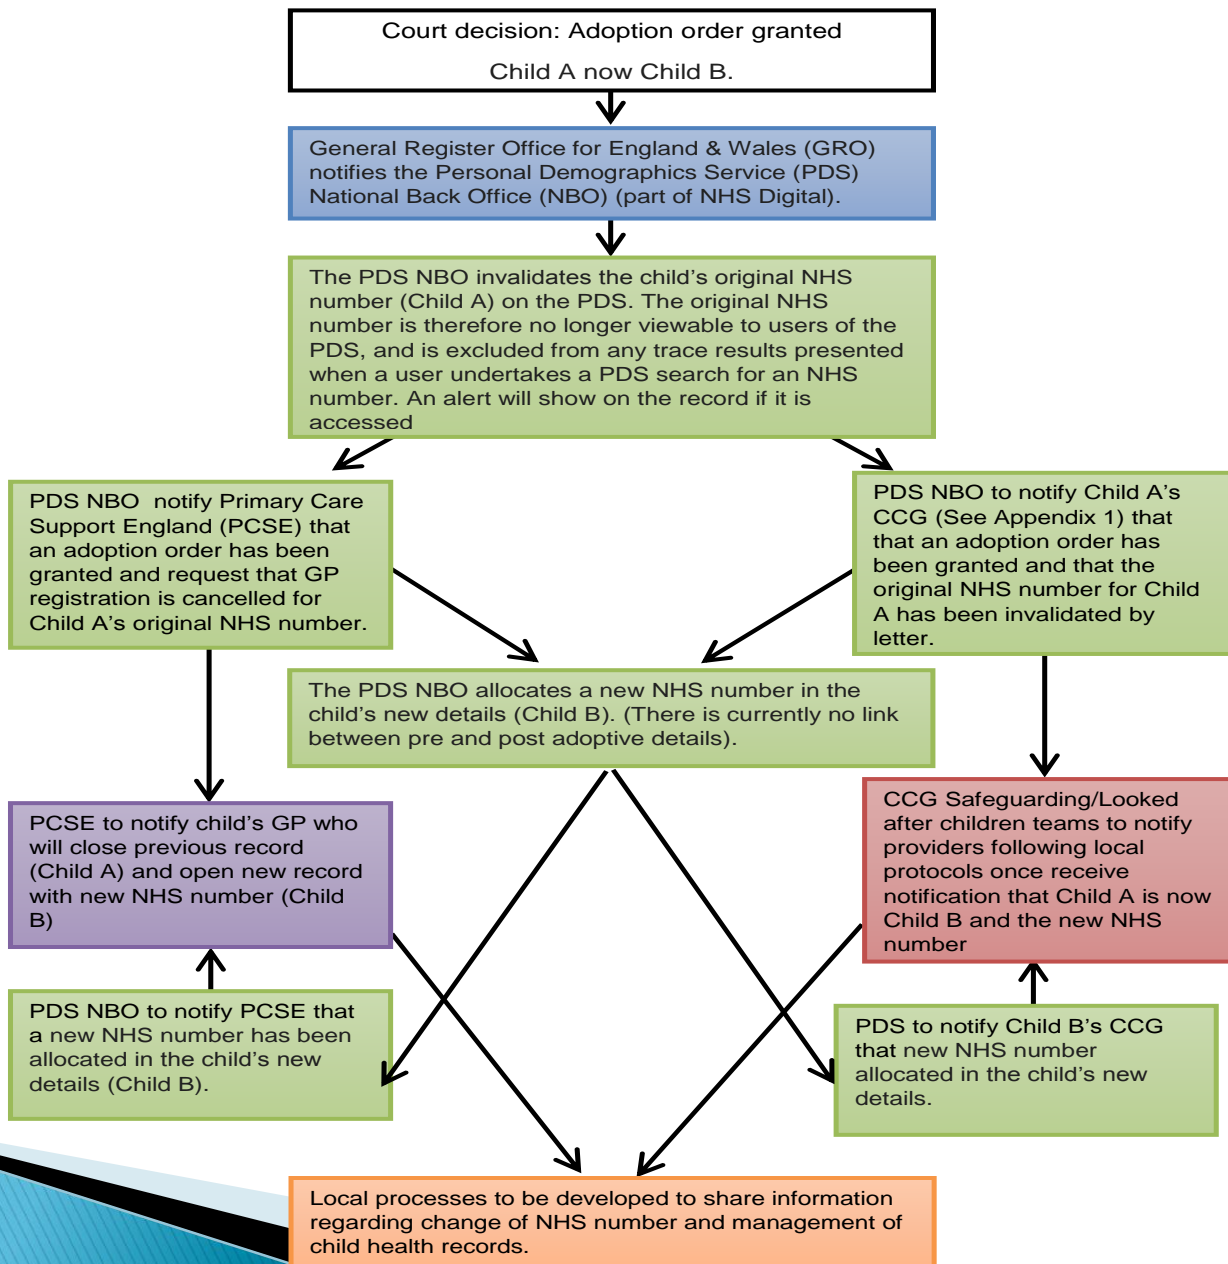 Court decision: Adoption order granted
Child A now Child B.
General Register Office for England & Wales (GRO)
notifies the Personal Demographics Service (PDS)
National Back Office (NBO) (part of NHS Digital).
The PDS NBO invalidates the child's original NHS
number (Child A) on the PDS. The original NHS
number is therefore no longer viewable to users of the
PDS, and is excluded from any trace results presented
when a user undertakes a PDS search for an NHS
number. An alert will show on the record if it is
accessed
PDS NBO  notify Primary Care
Support England (PCSE) that
an adoption order has been
granted and request that GP
registration is cancelled for
Child A's original NHS number.
PDS NBO to notify Child A's
CCG (See Appendix 1) that
that an adoption order has
been granted and that the
original NHS number for Child
A has been invalidated by
letter.
The PDS NBO allocates a new NHS number in the
child's new details (Child B). (There is currently no link
between pre and post adoptive details).
PCSE to notify child's GP who
will close previous record
(Child A) and open new record
with new NHS number (Child
B)
CCG Safeguarding/Looked
after children teams to notify
providers following local
protocols once receive
notification that Child A is now
Child B and the new NHS
number
PDS NBO to notify PCSE that
a new NHS number has been
allocated in the child's new
details (Child B).
PDS to notify Child B's CCG
that new NHS number
allocated in the child's new
details.
Local processes to be developed to share information
regarding change of NHS number and management of
child health records.